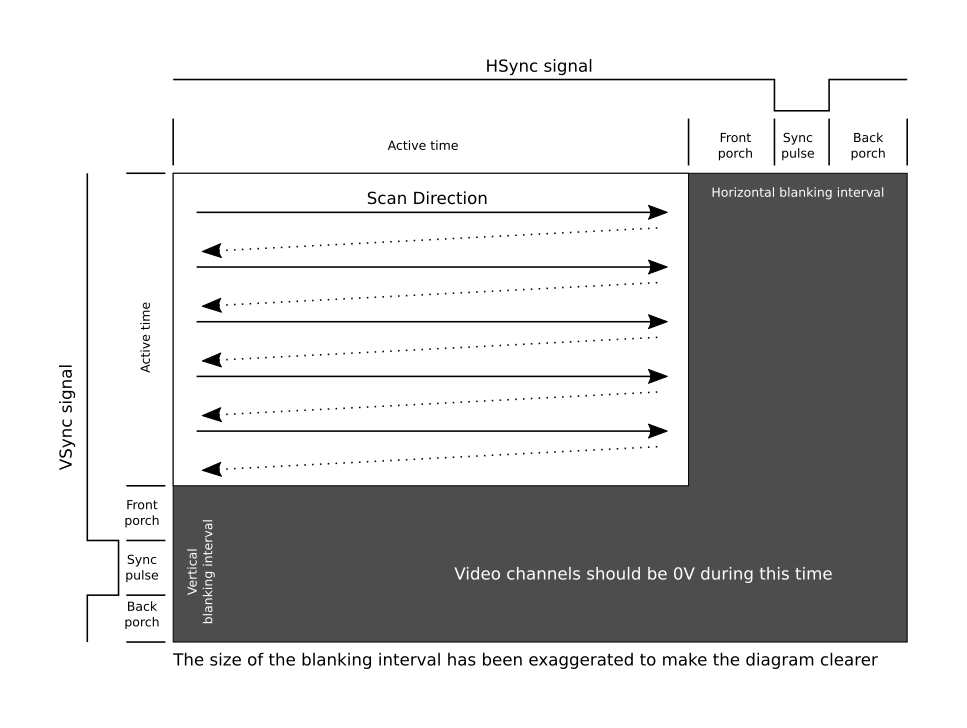 HSync signal
Active time
Front
porch
Sync
pulse
Back
porch
Horizontal blanking interval
Scan Direction
Active time
VSync signal
Front
porch
Sync
pulse
Back
porch
Vertical
blanking interval
Video channels should be 0V during this time
The size of the blanking interval has been exaggerated to make the diagram clearer